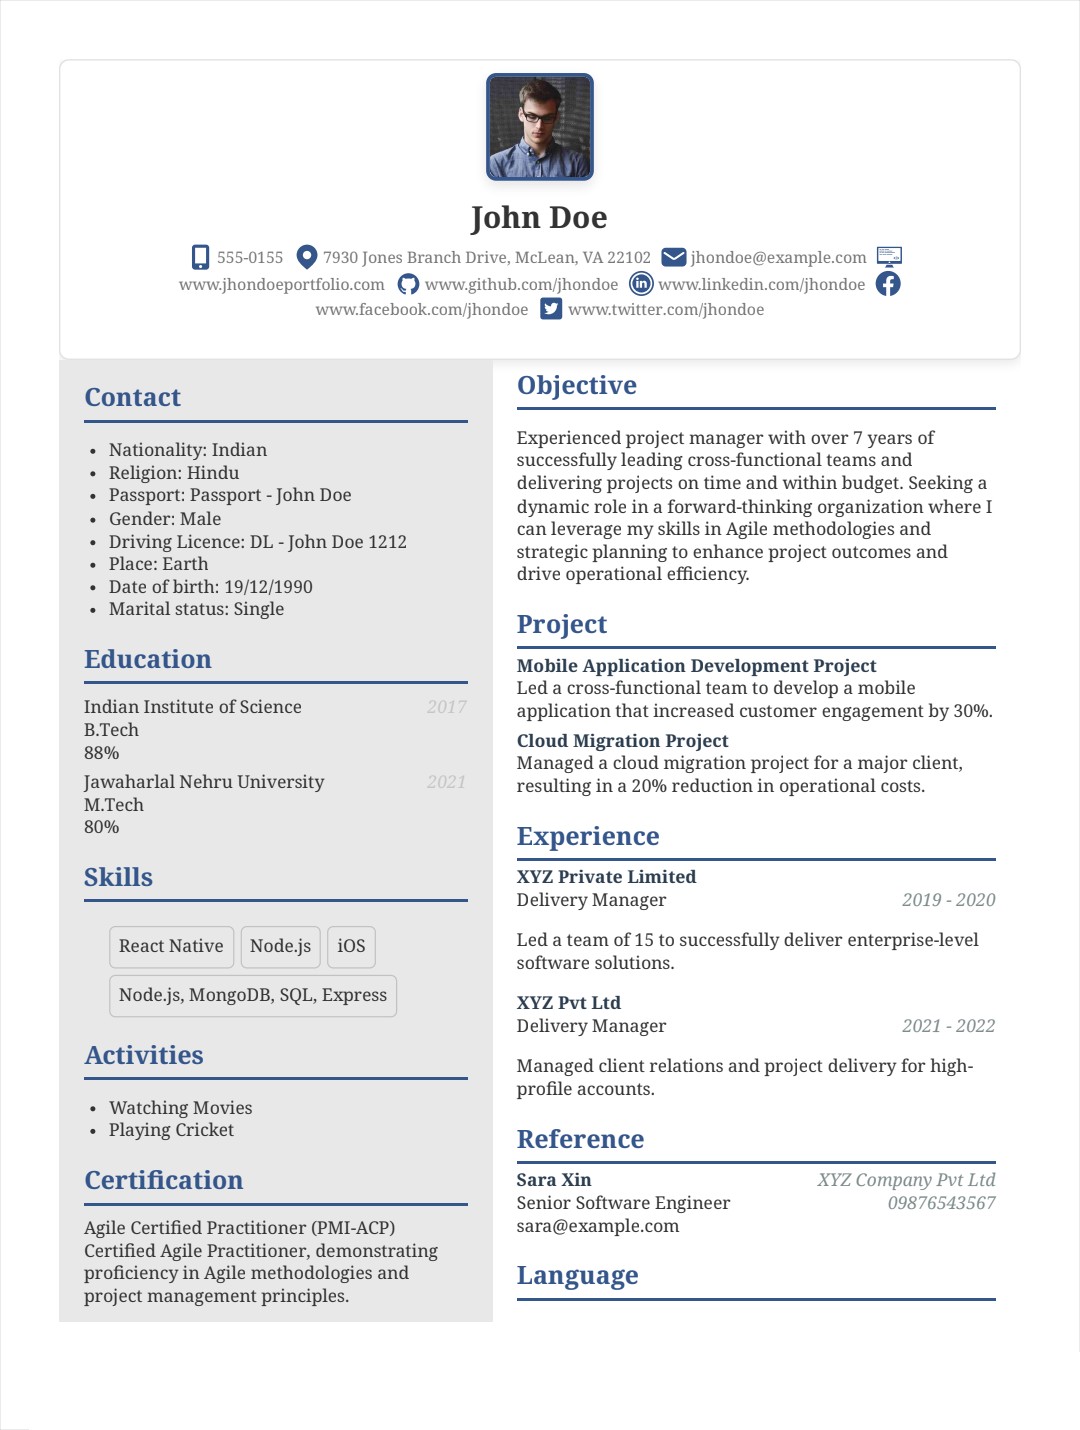 John Doe
555-0155 7930 Jones Branch Drive, McLean, VA 22102 jhondoe@example.com
www.jhondoeportfolio.com www.github.com/jhondoe www.linkedin.com/jhondoe
www.facebook.com/jhondoe www.twitter.com/jhondoe
Contact
• Nationality: Indian
• Religion: Hindu
• Passport: Passport - John Doe
• Gender: Male
• Driving Licence: DL - John Doe 1212
• Place: Earth
• Date of birth: 19/12/1990
• Marital status: Single
Education
Indian Institute of Science 2017
B.Tech
88%
Jawaharlal Nehru University 2021
M.Tech
80%
Skills
React Native Node.js iOS
Node.js, MongoDB, SQL, Express
Activities
• Watching Movies
• Playing Cricket
Certification
Agile Certified Practitioner (PMI-ACP)
Certified Agile Practitioner, demonstrating
proficiency in Agile methodologies and
project management principles.
Objective
Experienced project manager with over 7 years of
successfully leading cross-functional teams and
delivering projects on time and within budget. Seeking a
dynamic role in a forward-thinking organization where I
can leverage my skills in Agile methodologies and
strategic planning to enhance project outcomes and
drive operational efficiency.
Project
Mobile Application Development Project
Led a cross-functional team to develop a mobile
application that increased customer engagement by 30%.
Cloud Migration Project
Managed a cloud migration project for a major client,
resulting in a 20% reduction in operational costs.
Experience
XYZ Private Limited
Delivery Manager 2019 - 2020
Led a team of 15 to successfully deliver enterprise-level
software solutions.
XYZ Pvt Ltd
Delivery Manager 2021 - 2022
Managed client relations and project delivery for high-
profile accounts.
Reference
Sara Xin XYZ Company Pvt Ltd
Senior Software Engineer 09876543567
sara@example.com
Language